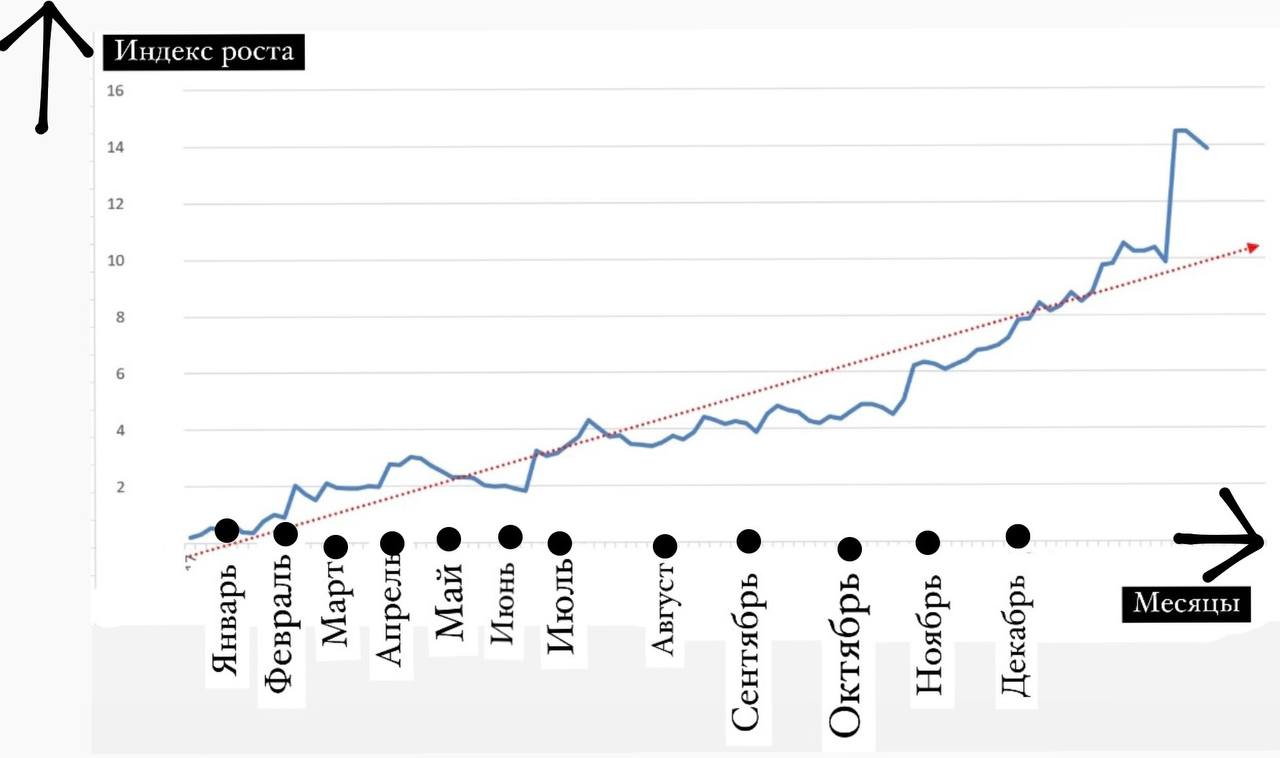 Индекс роста
16
14
12
10
8
6
4
2
17
Январь
Февраль
Март
Апрель
Май
Июнь
Июль
Август
Сентябрь
Октябрь
Ноябрь
Декабрь
Месяцы